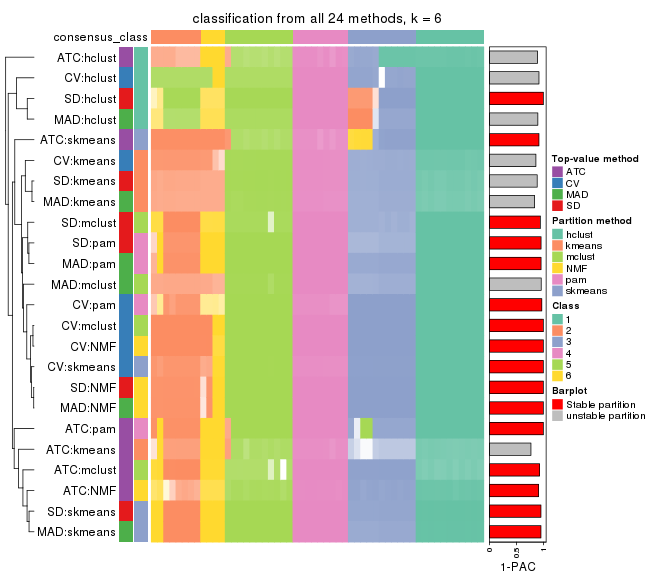 classification from all 24 methods, k = 6
consensus_class
ATC:hclust
CV:hclust
SD:hclust
MAD:hclust
ATC:skmeans
CV:kmeans
SD:kmeans
MAD:kmeans
SD:mclust
SD:pam
MAD:pam
MAD:mclust
CV:pam
CV:mclust
CV:NMF
CV:skmeans
SD:NMF
MAD:NMF
ATC:pam
ATC:kmeans
ATC:mclust
ATC:NMF
SD:skmeans
MAD:skmeans
0
0.5
1
1-PAC
Top-value method
ATC
CV
MAD
SD
Partition method
hclust
kmeans
mclust
NMF
pam
skmeans
Class
1
2
3
4
5
6
Barplot
Stable partition
unstable partition